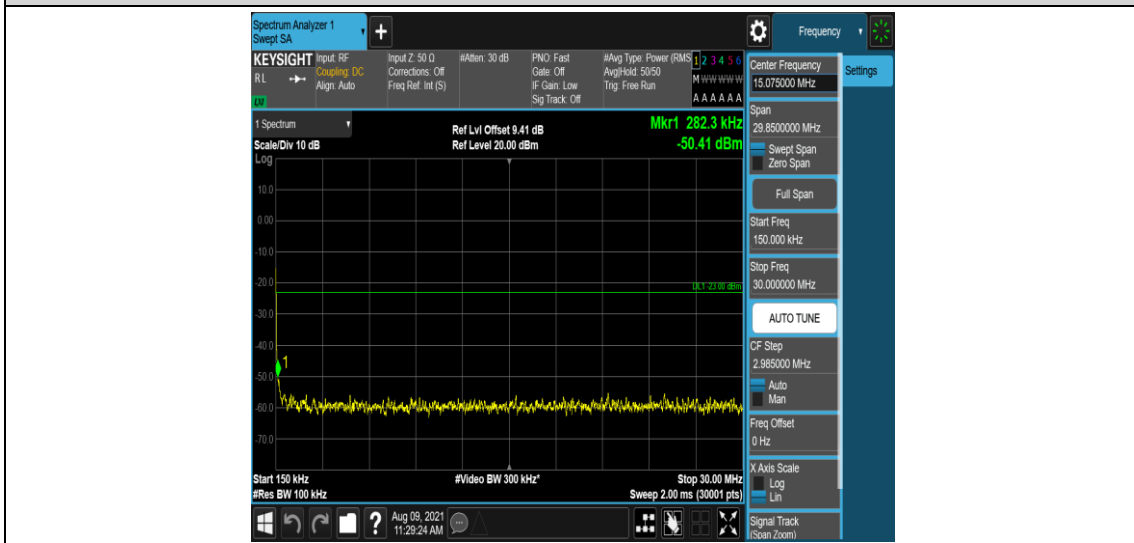 Spectrum Analyzer 1
Swept SA
+
Frequency
KEYSIGHT
RL
Input: RF
Coupling: DC
Align: Auto
Input Z: 50 Ω
Corrections: Off
Freq Ref: Int (S)
#Atten: 30 dB
PNO: Fast
Gate: Off
IF Gain: Low
Sig Track: Off
#Avg Type: Power (RMS
Avg|Hold: 50/50
Trig: Free Run
1 2 3 4 5 6
M W W W W W
A A A A A A
1 Spectrum
Scale/Div 10 dB
Log
Ref Lvl Offset 9.41 dB
Ref Level 20.00 dBm
Mkr1 282.3 kHz
-50.41 dBm
10.0
0.00
-10.0
-20.0
DL1 -23.00 dBm
-30.0
-40.0
1
-50.0
-60.0
-70.0
Start 150 kHz
#Res BW 100 kHz
#Video BW 300 kHz*
Stop 30.00 MHz
Sweep 2.00 ms (30001 pts)
?
Aug 09, 2021
11:29:24 AM
Center Frequency
15.075000 MHz
Settings
Span
29.8500000 MHz
Swept Span
Zero Span
Full Span
Start Freq
150.000 kHz
Stop Freq
30.000000 MHz
AUTO TUNE
CF Step
2.985000 MHz
Auto
Man
Freq Offset
0 Hz
X Axis Scale
Log
Lin
Signal Track
(Span Zoom)